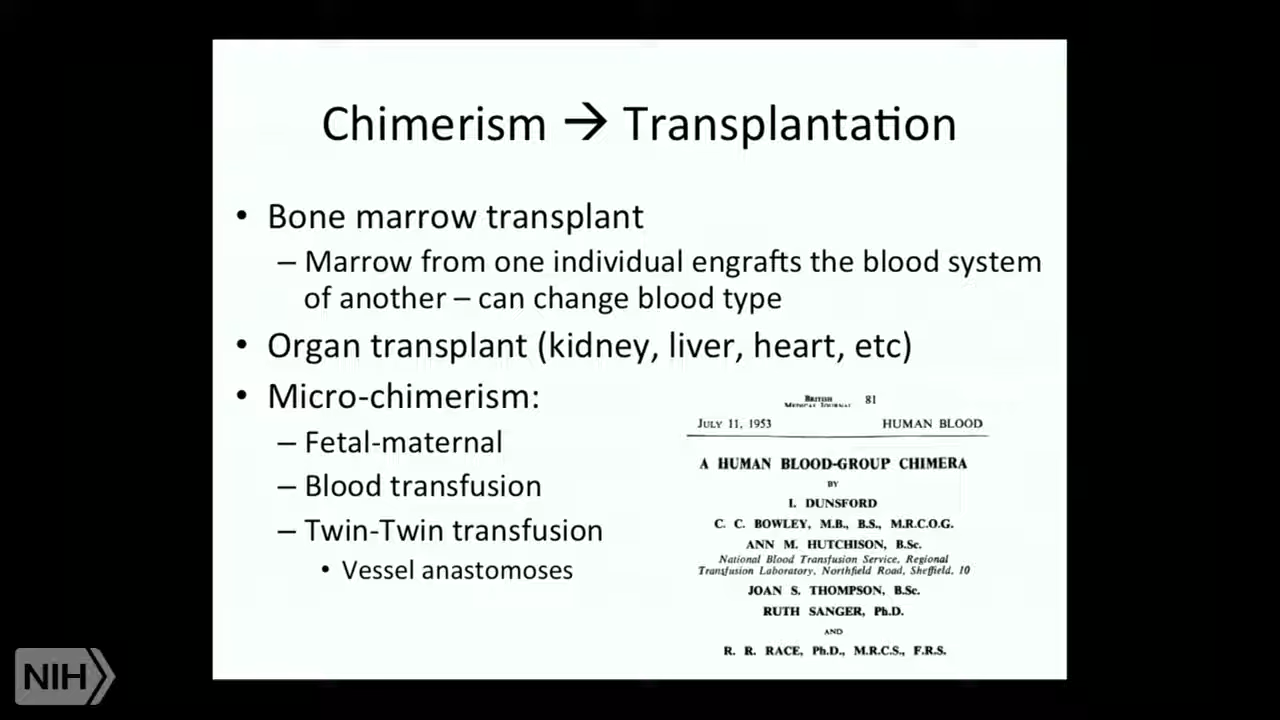 Chimerism → Transplantation
• Bone marrow transplant
– Marrow from one individual engrafts the blood system
of another – can change blood type
• Organ transplant (kidney, liver, heart, etc)
• Micro-chimerism:
– Fetal-maternal
– Blood transfusion
– Twin-Twin transfusion
• Vessel anastomoses
BRITISH
MEDICAL JOURNAL 81
JULY 11, 1953 HUMAN BLOOD
A HUMAN BLOOD-GROUP CHIMERA
BY
I. DUNSFORD
C. C. BOWLEY, M.B., B.S., M.R.C.O.G.
ANN M. HUTCHISON, B.Sc.
National Blood Transfusion Service, Regional
Transfusion Laboratory, Northfield Road, Sheffield, 10
JOAN S. THOMPSON, B.Sc.
RUTH SANGER, Ph.D.
AND
R. R. RACE, Ph.D., M.R.C.S., F.R.S.
NIH